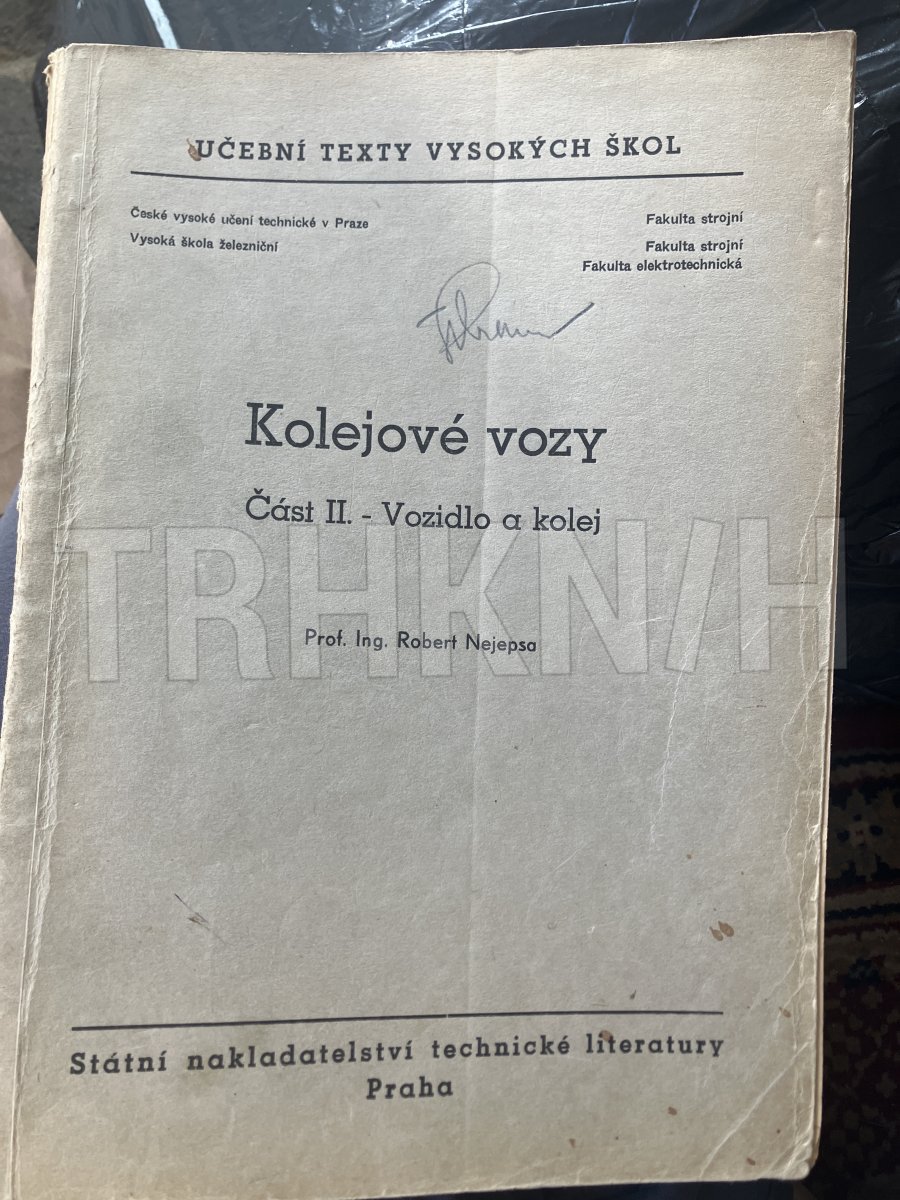 UČEBNÍ TEXTY VYSOKÝCH ŠKOL
České vysoké učení technické v Praze
Fakulta strojní
Vysoká škola železniční
Fakulta strojní
Fakulta elektrotechnická
Kolejové vozy
Část II. - Vozidlo a kolej
TRHKNIH
Prof. Ing. Robert Nejepsa
Státní nakladatelství technické literatury
Praha